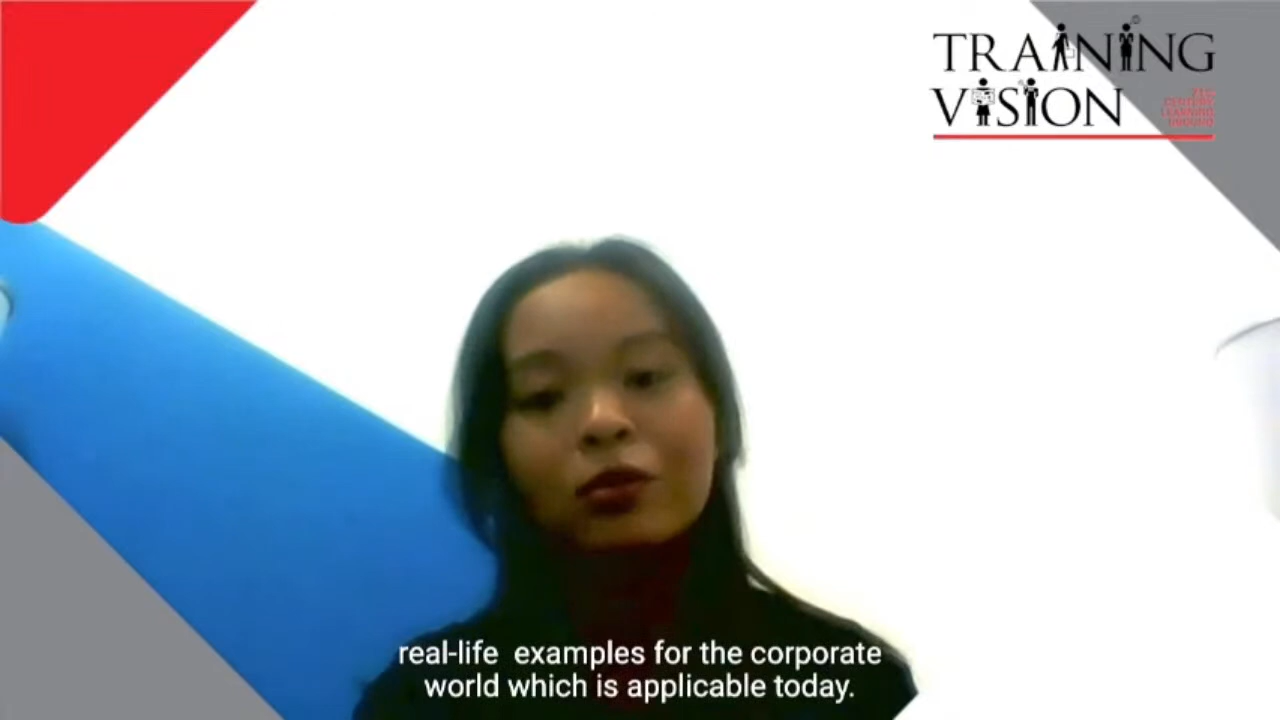 TRAINING
VISION
real-life examples for the corporate
world which is applicable today.